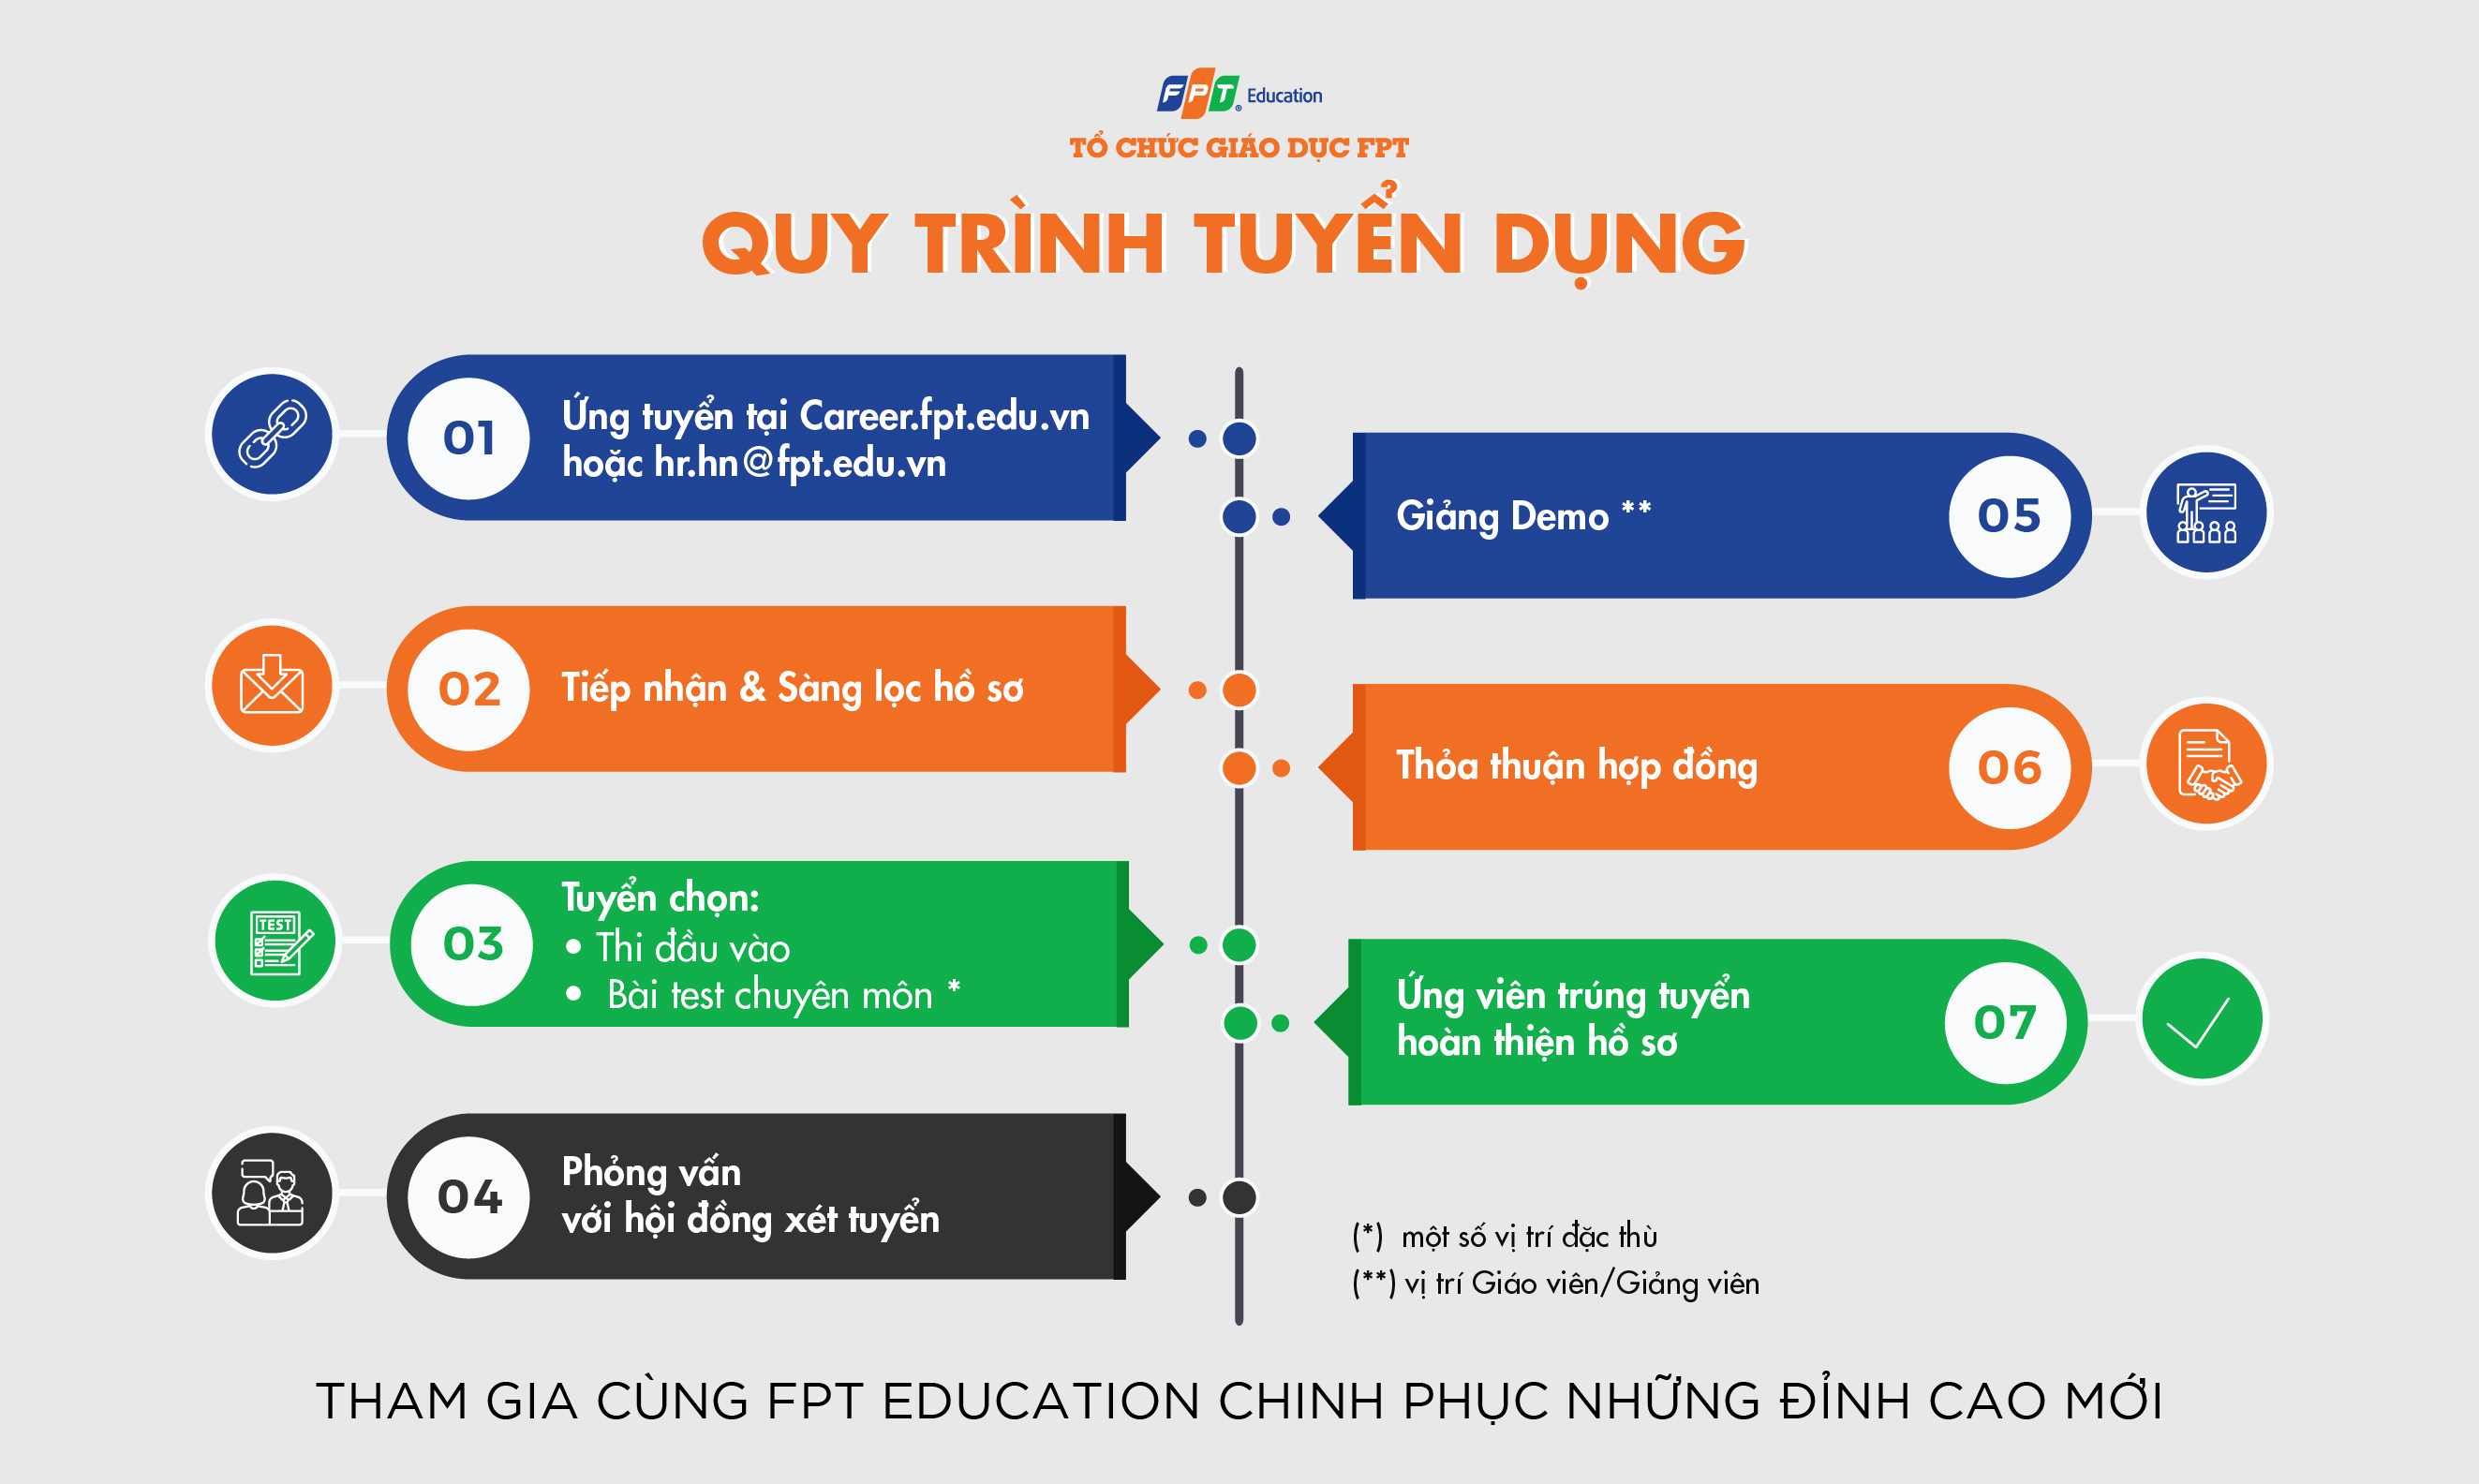 FPT® Education
TỔ CHỨC GIÁO DỤC FPT
QUY TRÌNH TUYỂN DỤNG
01
Ứng tuyển tại Career.fpt.edu.vn
hoặc hr.hn@fpt.edu.vn
02
Tiếp nhận & Sàng lọc hồ sơ
TEST
03
Tuyển chọn:
• Thi đầu vào
• Bài test chuyên môn *
04
Phỏng vấn
với hội đồng xét tuyển
Giảng Demo **
05
Thỏa thuận hợp đồng
06
Ứng viên trúng tuyển
hoàn thiện hồ sơ
07
(*) một số vị trí đặc thù
(**) vị trí Giáo viên/Giảng viên
THAM GIA CÙNG FPT EDUCATION CHINH PHỤC NHỮNG ĐỈNH CAO MỚI